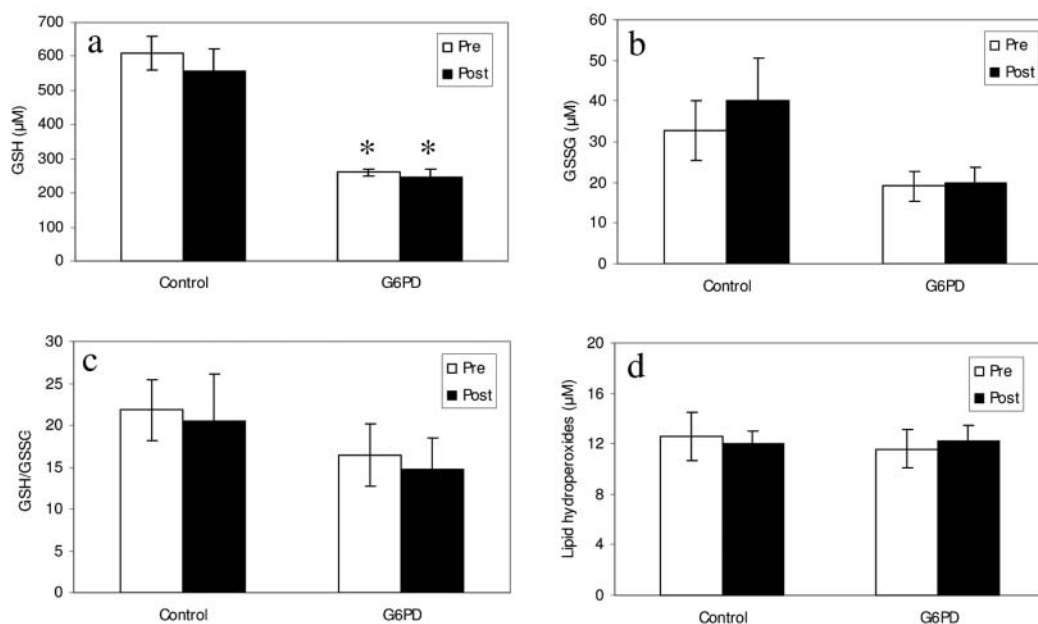 a
700
600
500
400
300
200
100
0
GSH (µM)
Pre
Post
*
*
Control
G6PD
b
60
50
40
30
20
10
0
GSSG (µM)
Pre
Post
Control
G6PD
c
30
25
20
15
10
5
0
GSH/GSSG
Pre
Post
Control
G6PD
d
20
16
12
8
4
0
Lipid hydroperoxides (µM)
Pre
Post
Control
G6PD